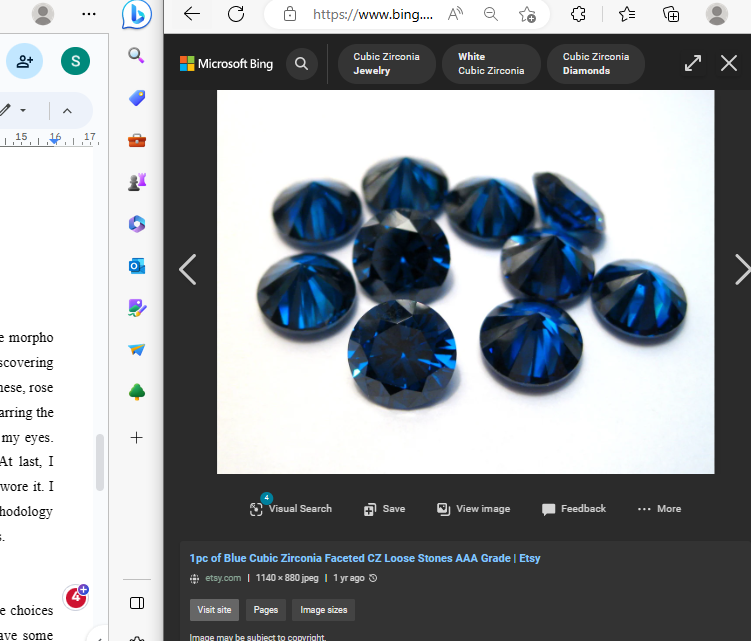 https://www.bing....
S
Microsoft Bing
Cubic Zirconia
Jewelry
White
Cubic Zirconia
Cubic Zirconia
Diamonds
15 16 17
e morpho
scovering
nese, rose
arring the
my eyes.
At last, I
wore it. I
hodology
s.
e choices
ave some
4
4
Visual Search
Save
View image
Feedback
More
1pc of Blue Cubic Zirconia Faceted CZ Loose Stones AAA Grade | Etsy
etsy.com | 1140 × 880 jpeg | 1 yr ago
Visit site
Pages
Image sizes
Image may be subject to copyright.